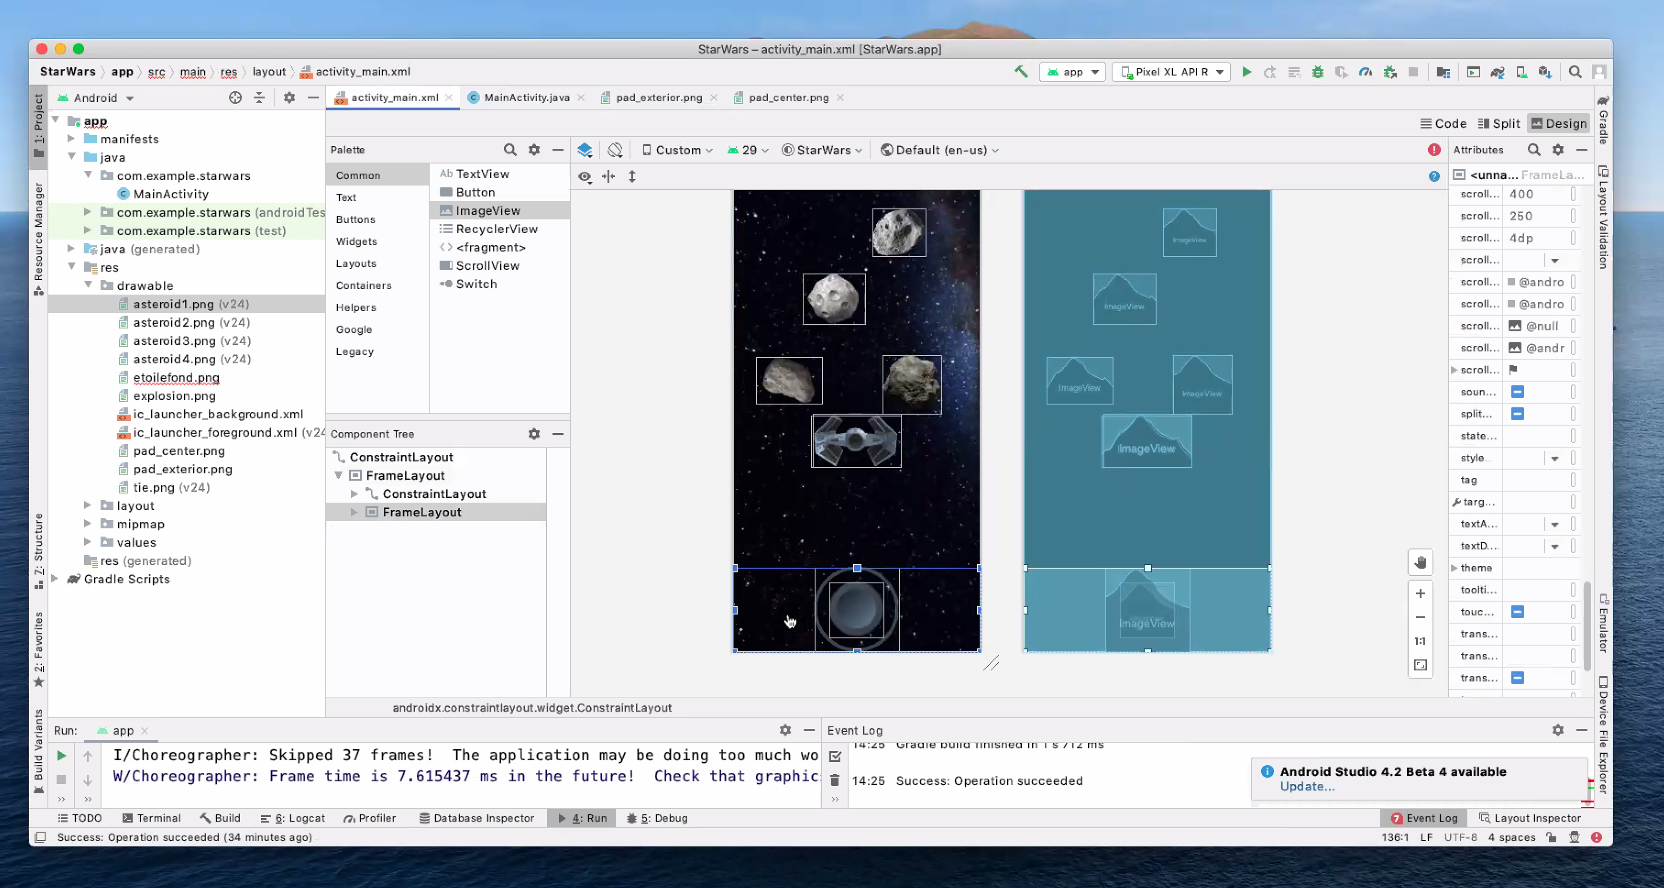 StarWars – activity_main.xml [StarWars.app]
StarWars app src main res layout activity_main.xml
app Pixel XL API R
Android
activity_main.xml MainActivity.java pad_exterior.png pad_center.png
Code Split Design
1: Project
Resource Manager
Z: Structure
2: Favorites
Build Variants
app
manifests
java
com.example.starwars
MainActivity
com.example.starwars (androidTes
com.example.starwars (test)
java (generated)
res
drawable
asteroid1.png (v24)
asteroid2.png (v24)
asteroid3.png (v24)
asteroid4.png (v24)
etoilefond.png
explosion.png
ic_launcher_background.xml
ic_launcher_foreground.xml (v24
pad_center.png
pad_exterior.png
tie.png (v24)
layout
mipmap
values
res (generated)
Gradle Scripts
Palette
Common
Text
Buttons
Widgets
Layouts
Containers
Helpers
Google
Legacy
Ab TextView
Button
ImageView
RecyclerView
<fragment>
ScrollView
Switch
Component Tree
ConstraintLayout
FrameLayout
ConstraintLayout
FrameLayout
Custom 29 StarWars Default (en-us)
ImageView
ImageView
ImageView
ImageView
ImageView
ImageView
1:1
androidx.constraintlayout.widget.ConstraintLayout
Attributes
<unna... FrameLa...
scroll... 400
scroll... 250
scroll... 4dp
scroll...
scroll... @andro
scroll... @andro
scroll... @null
scroll... @andr
scroll...
soun...
split...
state...
style...
tag
targ...
textA...
textD...
theme
toolti...
touc...
trans...
trans...
trans...
Gradle
Layout Validation
Emulator
Device File Explorer
Run: app
I/Choreographer: Skipped 37 frames! The application may be doing too much wo
W/Choreographer: Frame time is 7.615437 ms in the future! Check that graphic
Event Log
14:25 Gradle build finished in 1 s 712 ms
14:25 Success: Operation succeeded
Android Studio 4.2 Beta 4 available
Update...
TODO Terminal Build 6: Logcat Profiler Database Inspector 4: Run 5: Debug 7 Event Log Layout Inspector
Success: Operation succeeded (34 minutes ago) 136:1 LF UTF-8 4 spaces